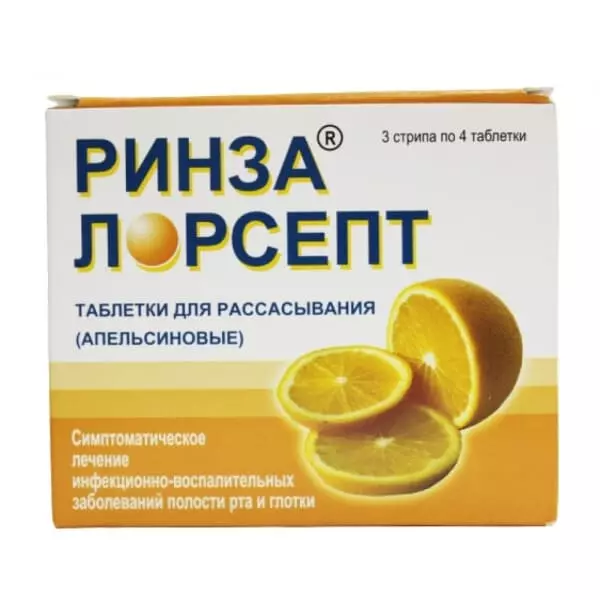 РИНЗА®
3 стрипа по 4 таблетки
ЛОРСЕПТ
ТАБЛЕТКИ ДЛЯ РАССАСЫВАНИЯ
(АПЕЛЬСИНОВЫЕ)
Симптоматическое
лечение
инфекционно-воспалительных
заболеваний полости рта и глотки